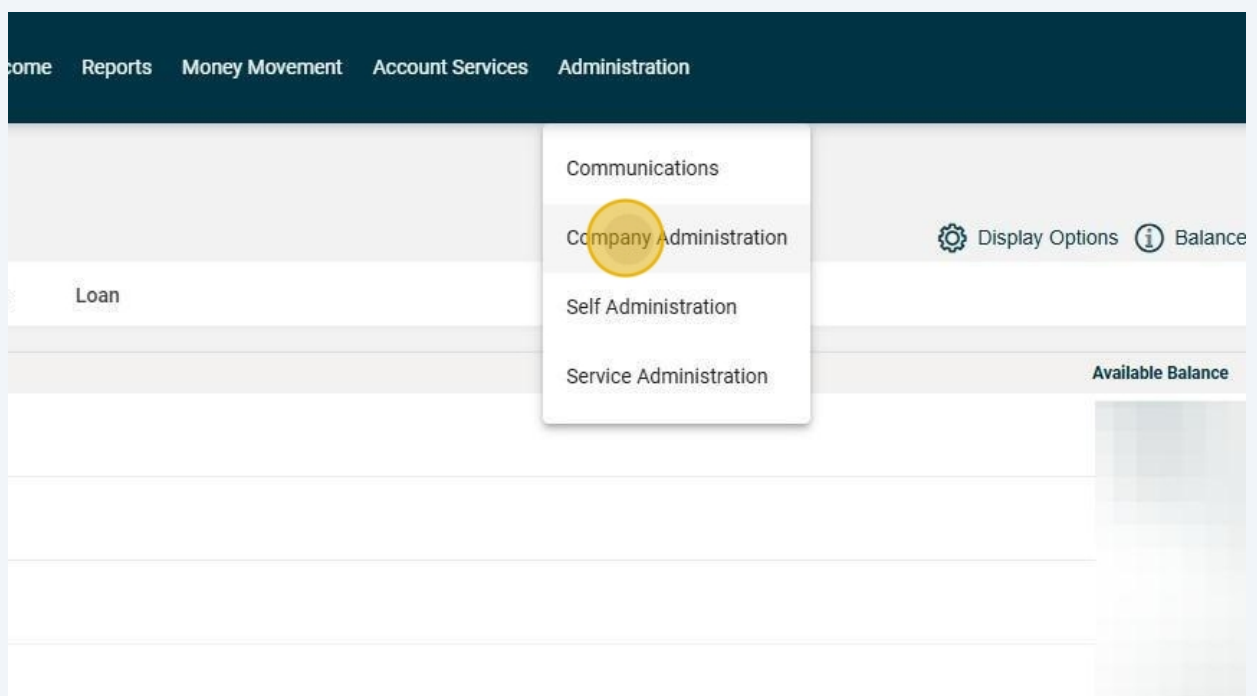 come Reports Money Movement Account Services Administration
Communications
Company Administration
Display Options Balance
Loan
Self Administration
Service Administration
Available Balance